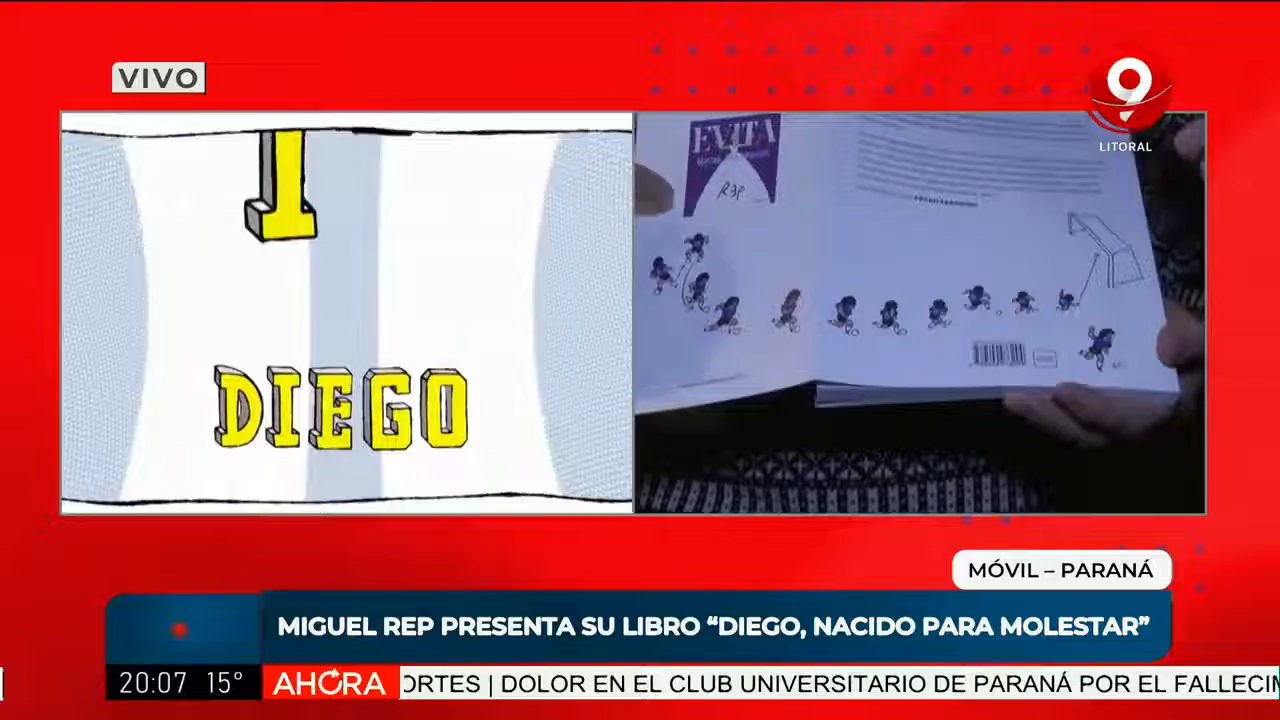 VIVO
9
LITORAL
I
DIEGO
EVITA
REP
MÓVIL – PARANÁ
MIGUEL REP PRESENTA SU LIBRO “DIEGO, NACIDO PARA MOLESTAR”
20:07 15° AHORA ORTES | DOLOR EN EL CLUB UNIVERSITARIO DE PARANÁ POR EL FALLECIM